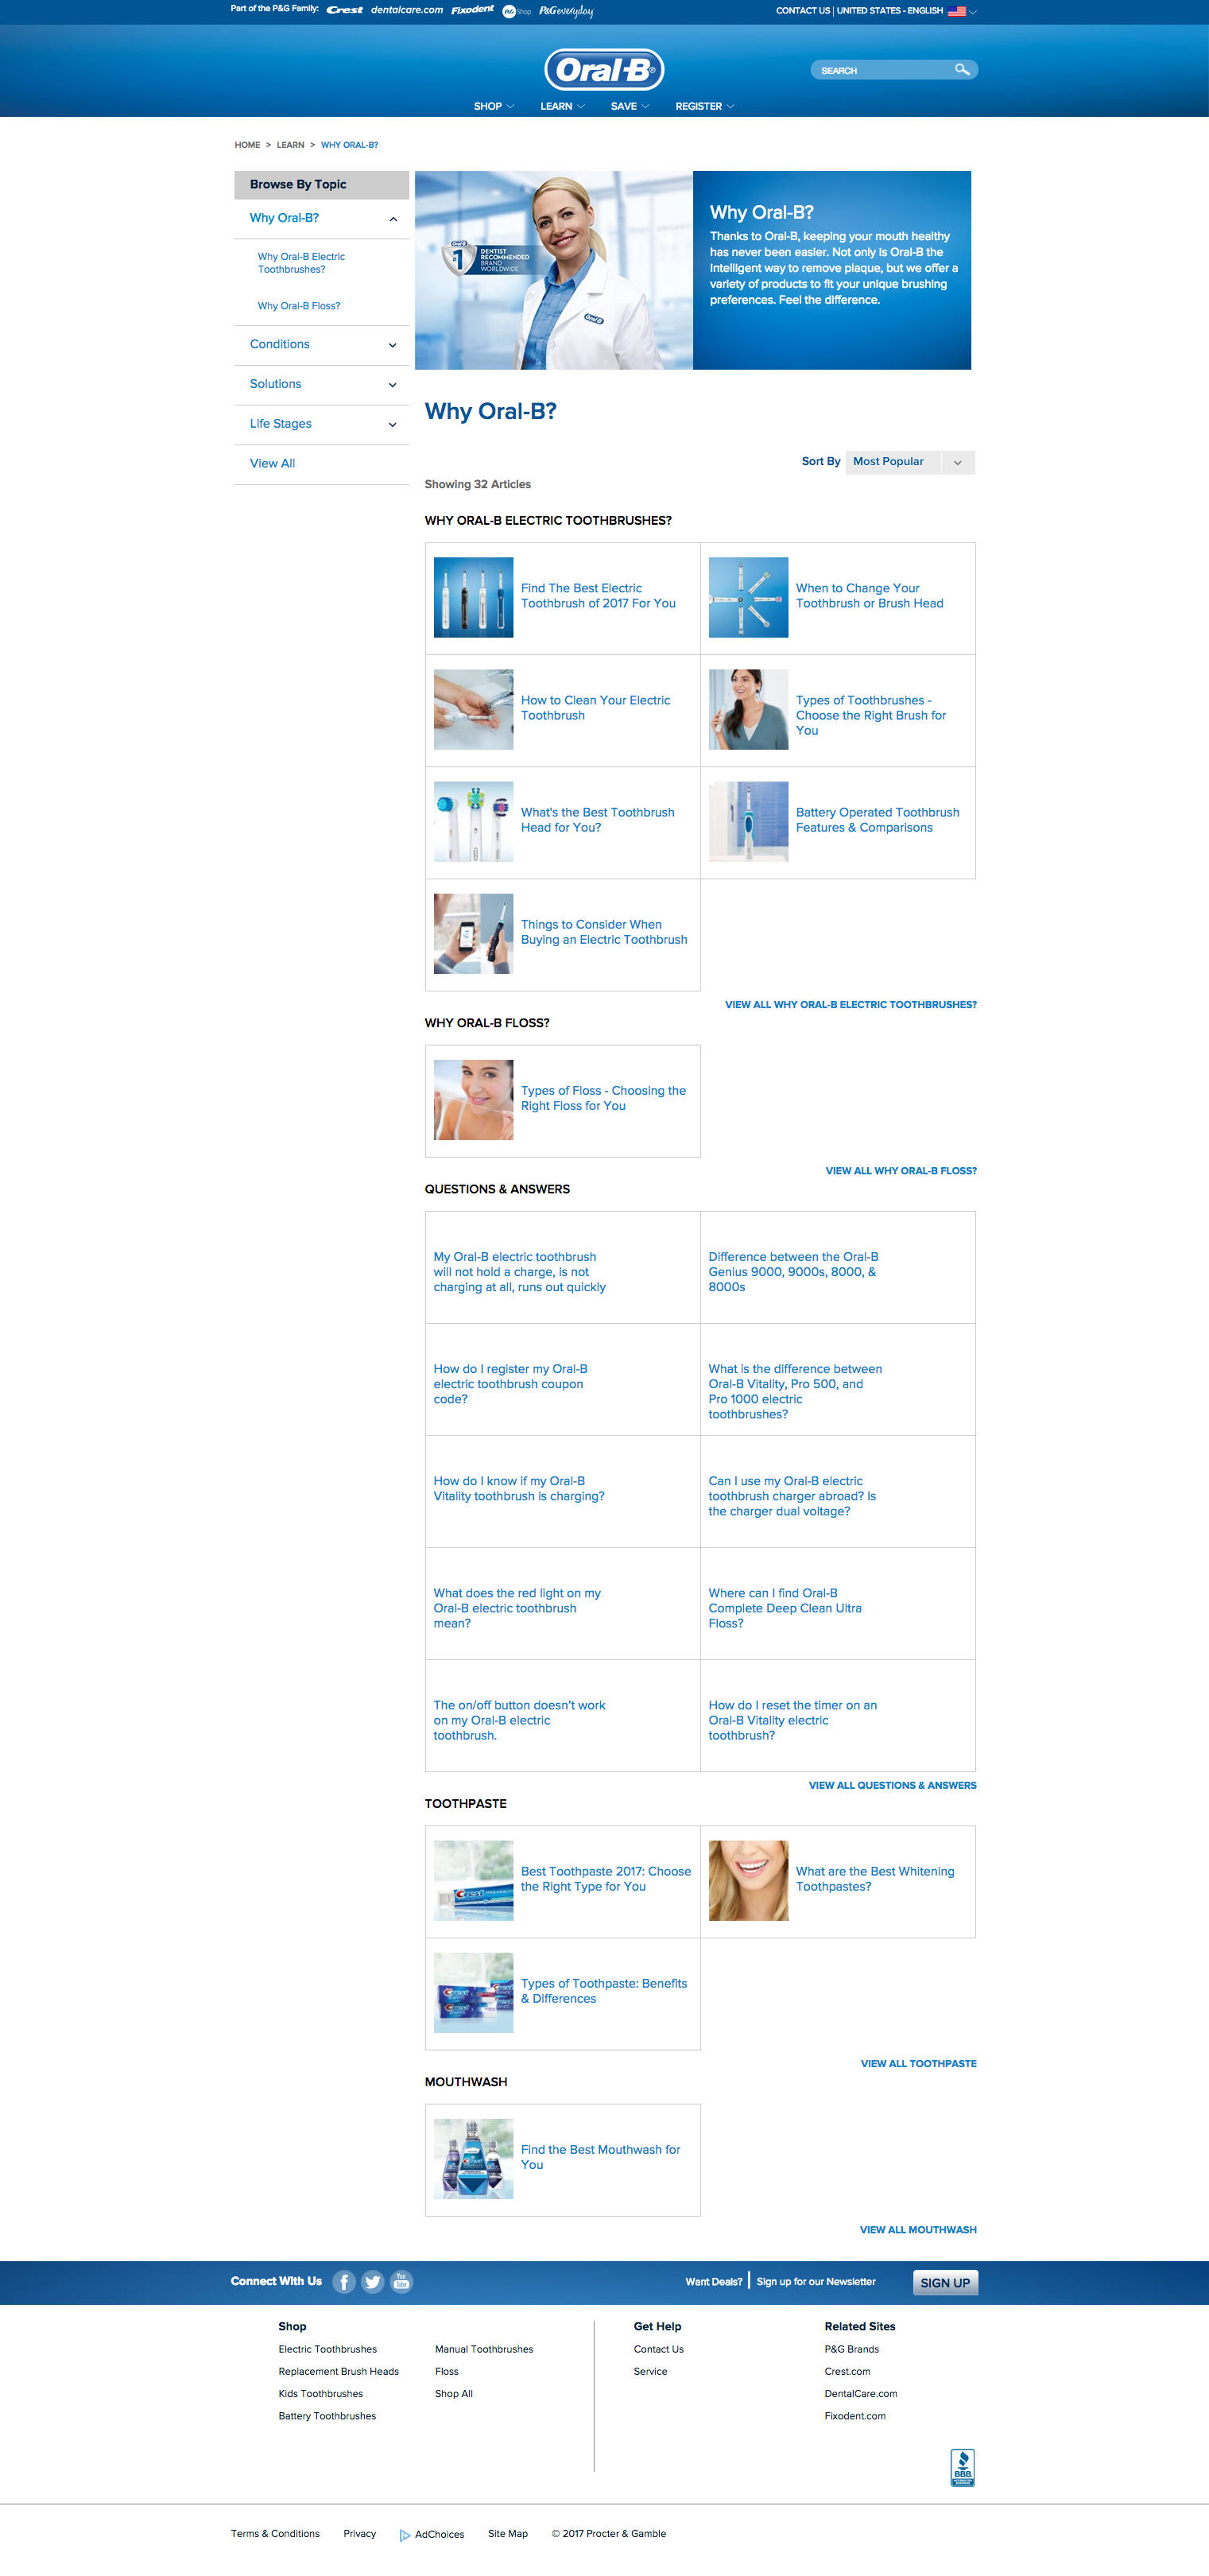 Part of the P&G Family: Crest dentalcare.com Fixodent P&G Shop P&G everyday
CONTACT US | UNITED STATES - ENGLISH
Oral-B®
SEARCH
SHOP LEARN SAVE REGISTER
HOME > LEARN > WHY ORAL-B?
Browse By Topic
Why Oral-B?
Why Oral-B Electric
Toothbrushes?
Why Oral-B Floss?
Conditions
Solutions
Life Stages
View All
Oral-B
#1
DENTIST
RECOMMENDED
BRAND
WORLDWIDE
Oral-B
Why Oral-B?
Thanks to Oral-B, keeping your mouth healthy
has never been easier. Not only is Oral-B the
intelligent way to remove plaque, but we offer a
variety of products to fit your unique brushing
preferences. Feel the difference.
Why Oral-B?
Sort By Most Popular
Showing 32 Articles
WHY ORAL-B ELECTRIC TOOTHBRUSHES?
Find The Best Electric
Toothbrush of 2017 For You
When to Change Your
Toothbrush or Brush Head
How to Clean Your Electric
Toothbrush
Types of Toothbrushes -
Choose the Right Brush for
You
What's the Best Toothbrush
Head for You?
Battery Operated Toothbrush
Features & Comparisons
Things to Consider When
Buying an Electric Toothbrush
VIEW ALL WHY ORAL-B ELECTRIC TOOTHBRUSHES?
WHY ORAL-B FLOSS?
Types of Floss - Choosing the
Right Floss for You
VIEW ALL WHY ORAL-B FLOSS?
QUESTIONS & ANSWERS
My Oral-B electric toothbrush
will not hold a charge, is not
charging at all, runs out quickly
Difference between the Oral-B
Genius 9000, 9000s, 8000, &
8000s
How do I register my Oral-B
electric toothbrush coupon
code?
What is the difference between
Oral-B Vitality, Pro 500, and
Pro 1000 electric
toothbrushes?
How do I know if my Oral-B
Vitality toothbrush is charging?
Can I use my Oral-B electric
toothbrush charger abroad? Is
the charger dual voltage?
What does the red light on my
Oral-B electric toothbrush
mean?
Where can I find Oral-B
Complete Deep Clean Ultra
Floss?
The on/off button doesn't work
on my Oral-B electric
toothbrush.
How do I reset the timer on an
Oral-B Vitality electric
toothbrush?
VIEW ALL QUESTIONS & ANSWERS
TOOTHPASTE
Best Toothpaste 2017: Choose
the Right Type for You
What are the Best Whitening
Toothpastes?
Types of Toothpaste: Benefits
& Differences
VIEW ALL TOOTHPASTE
MOUTHWASH
Find the Best Mouthwash for
You
VIEW ALL MOUTHWASH
Connect With Us
You
Tube
Want Deals? | Sign up for our Newsletter
SIGN UP
Shop
Electric Toothbrushes
Replacement Brush Heads
Kids Toothbrushes
Battery Toothbrushes
Manual Toothbrushes
Floss
Shop All
Get Help
Contact Us
Service
Related Sites
P&G Brands
Crest.com
DentalCare.com
Fixodent.com
BBB
Terms & Conditions Privacy AdChoices Site Map © 2017 Procter & Gamble